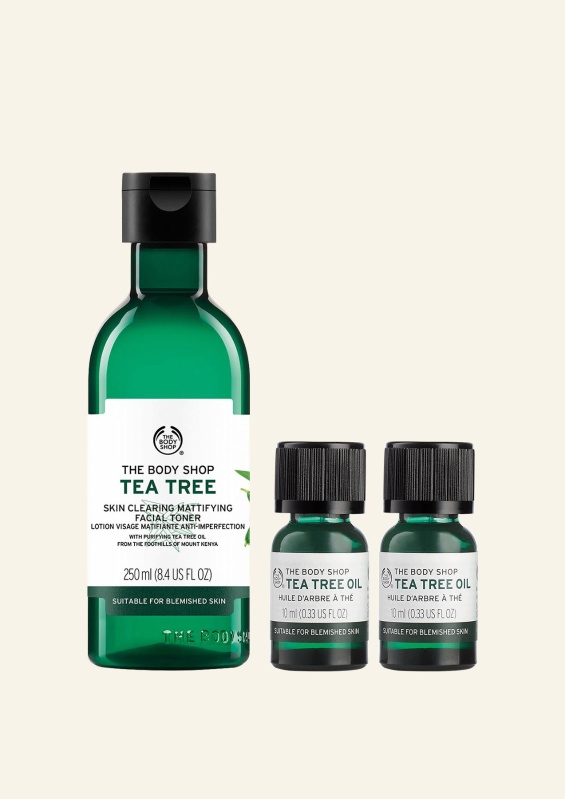 THE
BODY
SHOP
®
THE BODY SHOP
TEA TREE
SKIN CLEARING MATTIFYING
FACIAL TONER
LOTION VISAGE MATIFIANTE ANTI-IMPERFECTION
WITH PURIFYING TEA TREE OIL
FROM THE FOOTHILLS OF MOUNT KENYA
250 ml (8.4 US FL OZ)
SUITABLE FOR BLEMISHED SKIN
THE BODY
THE BODY SHOP
TEA TREE OIL
HUILE D'ARBRE À THÉ
10 ml (0.33 US FL OZ)
SUITABLE FOR BLEMISHED SKIN
THE BODY SHOP
TEA TREE OIL
HUILE D'ARBRE À THÉ
10 ml (0.33 US FL OZ)
SUITABLE FOR BLEMISHED SKIN